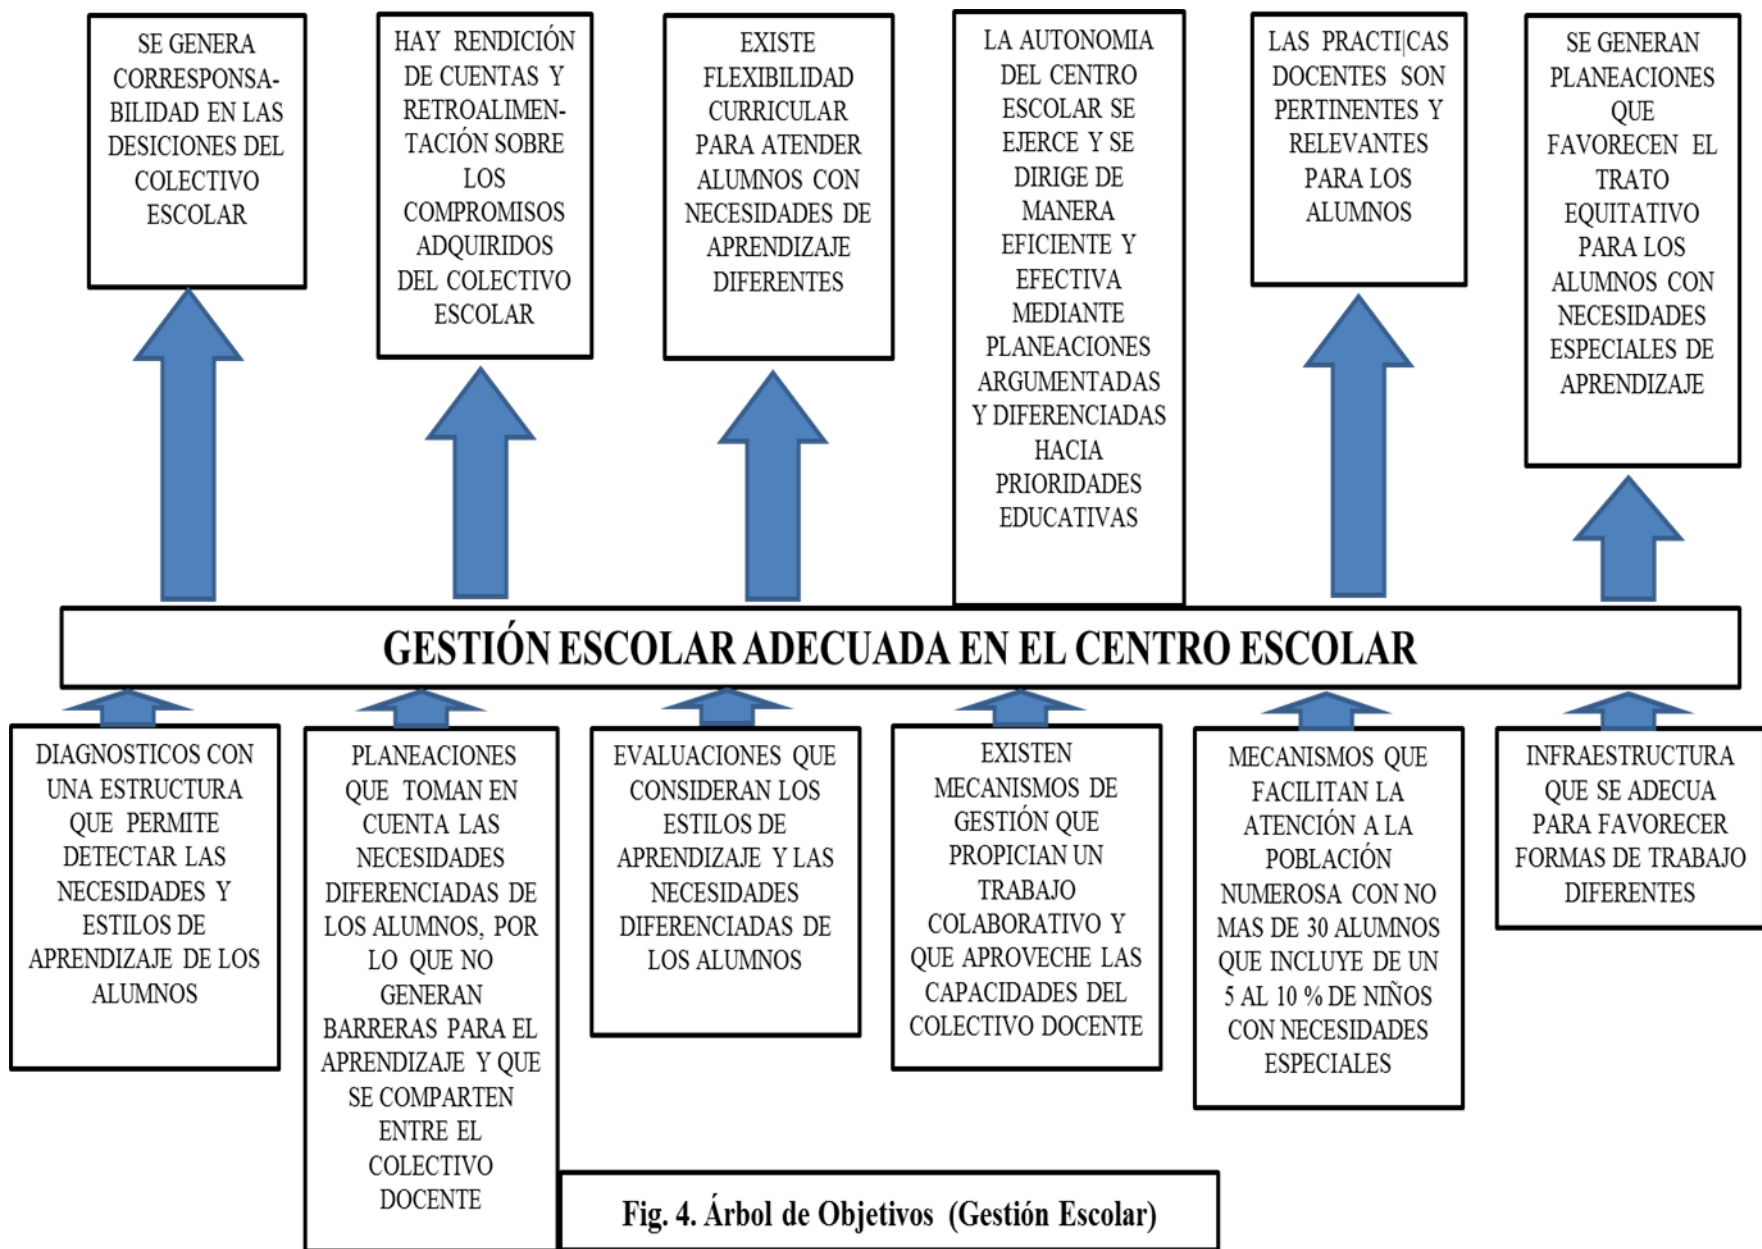 SE GENERA
CORRESPONSA-
BILIDAD EN LAS
DESICIONES DEL
COLECTIVO
ESCOLAR
HAY RENDICIÓN
DE CUENTAS Y
RETROALIMEN-
TACIÓN SOBRE
LOS
COMPROMISOS
ADQUIRIDOS
DEL COLECTIVO
ESCOLAR
EXISTE
FLEXIBILIDAD
CURRICULAR
PARA ATENDER
ALUMNOS CON
NECESIDADES DE
APRENDIZAJE
DIFERENTES
LA AUTONOMIA
DEL CENTRO
ESCOLAR SE
EJERCE Y SE
DIRIGE DE
MANERA
EFICIENTE Y
EFECTIVA
MEDIANTE
PLANEACIONES
ARGUMENTADAS
Y DIFERENCIADAS
HACIA
PRIORIDADES
EDUCATIVAS
LAS PRACTI|CAS
DOCENTES SON
PERTINENTES Y
RELEVANTES
PARA LOS
ALUMNOS
SE GENERAN
PLANEACIONES
QUE
FAVORECEN EL
TRATO
EQUITATIVO
PARA LOS
ALUMNOS CON
NECESIDADES
ESPECIALES DE
APRENDIZAJE
GESTIÓN ESCOLAR ADECUADA EN EL CENTRO ESCOLAR
DIAGNOSTICOS CON
UNA ESTRUCTURA
QUE PERMITE
DETECTAR LAS
NECESIDADES Y
ESTILOS DE
APRENDIZAJE DE LOS
ALUMNOS
PLANEACIONES
QUE TOMAN EN
CUENTA LAS
NECESIDADES
DIFERENCIADAS DE
LOS ALUMNOS, POR
LO QUE NO
GENERAN
BARRERAS PARA EL
APRENDIZAJE Y QUE
SE COMPARTEN
ENTRE EL
COLECTIVO
DOCENTE
EVALUACIONES QUE
CONSIDERAN LOS
ESTILOS DE
APRENDIZAJE Y LAS
NECESIDADES
DIFERENCIADAS DE
LOS ALUMNOS
EXISTEN
MECANISMOS DE
GESTIÓN QUE
PROPICIAN UN
TRABAJO
COLABORATIVO Y
QUE APROVECHE LAS
CAPACIDADES DEL
COLECTIVO DOCENTE
MECANISMOS QUE
FACILITAN LA
ATENCIÓN A LA
POBLACIÓN
NUMEROSA CON NO
MAS DE 30 ALUMNOS
QUE INCLUYE DE UN
5 AL 10 % DE NIÑOS
CON NECESIDADES
ESPECIALES
INFRAESTRUCTURA
QUE SE ADECUA
PARA FAVORECER
FORMAS DE TRABAJO
DIFERENTES
Fig. 4. Árbol de Objetivos (Gestión Escolar)